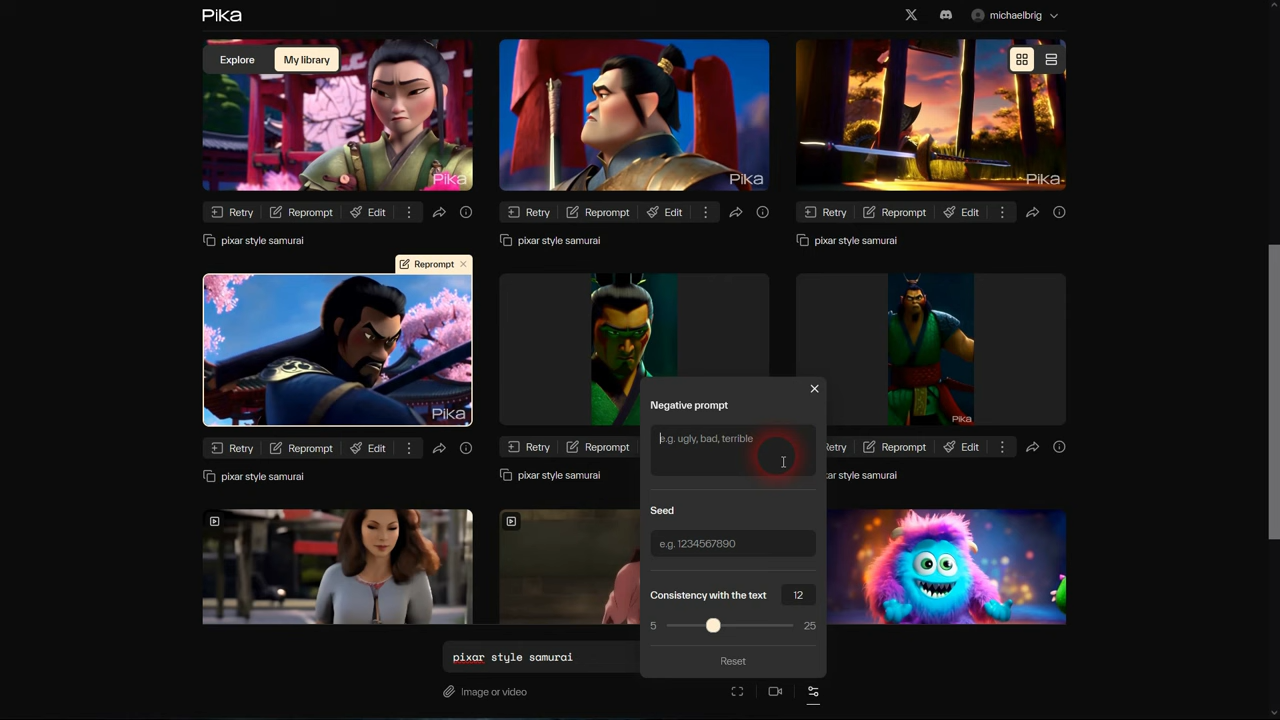 Pika
michaelbrig
Explore
My library
Pika
Pika
Pika
Retry Reprompt Edit
Retry Reprompt Edit
Retry Reprompt Edit
pixar style samurai
pixar style samurai
pixar style samurai
Reprompt
Pika
Pika
Retry Reprompt Edit
Retry Reprompt
Reprompt Edit
pixar style samurai
pixar style samurai
style samurai
Negative prompt
e.g. ugly, bad, terrible
Seed
e.g. 1234567890
Consistency with the text 12
5 25
Reset
pixar style samurai
Image or video